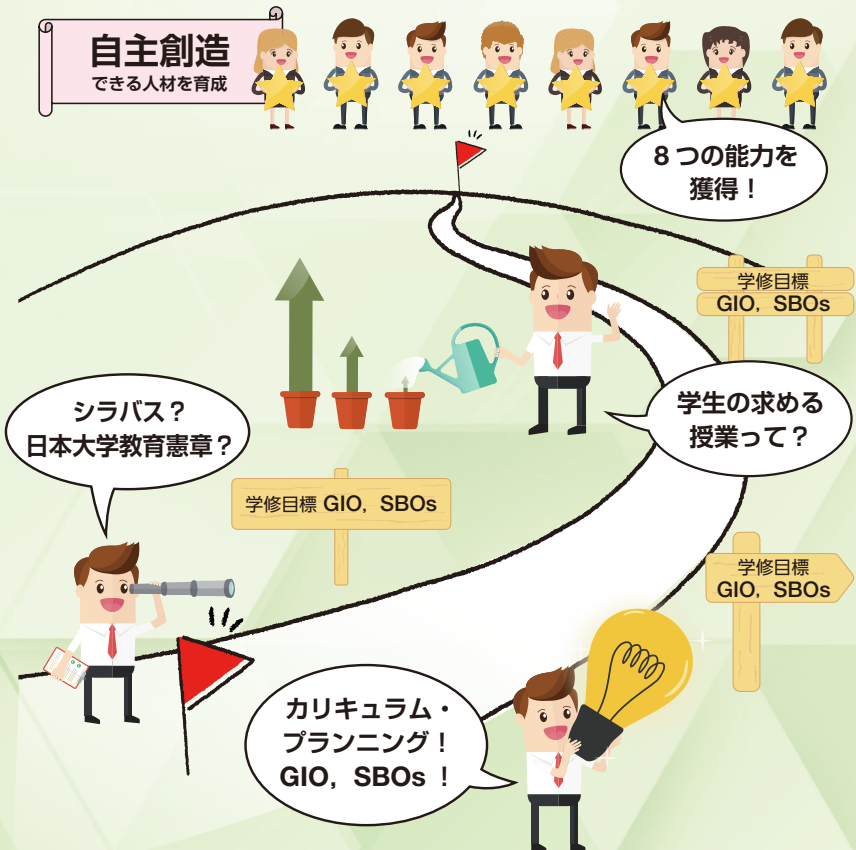 自主創造
できる人材を育成
8つの能力を
獲得！
学修目標
GIO，SBOs
学生の求める
授業って？
シラバス？
日本大学教育憲章？
学修目標 GIO，SBOs
学修目標
GIO，SBOs
カリキュラム・
プランニング！
GIO，SBOs ！